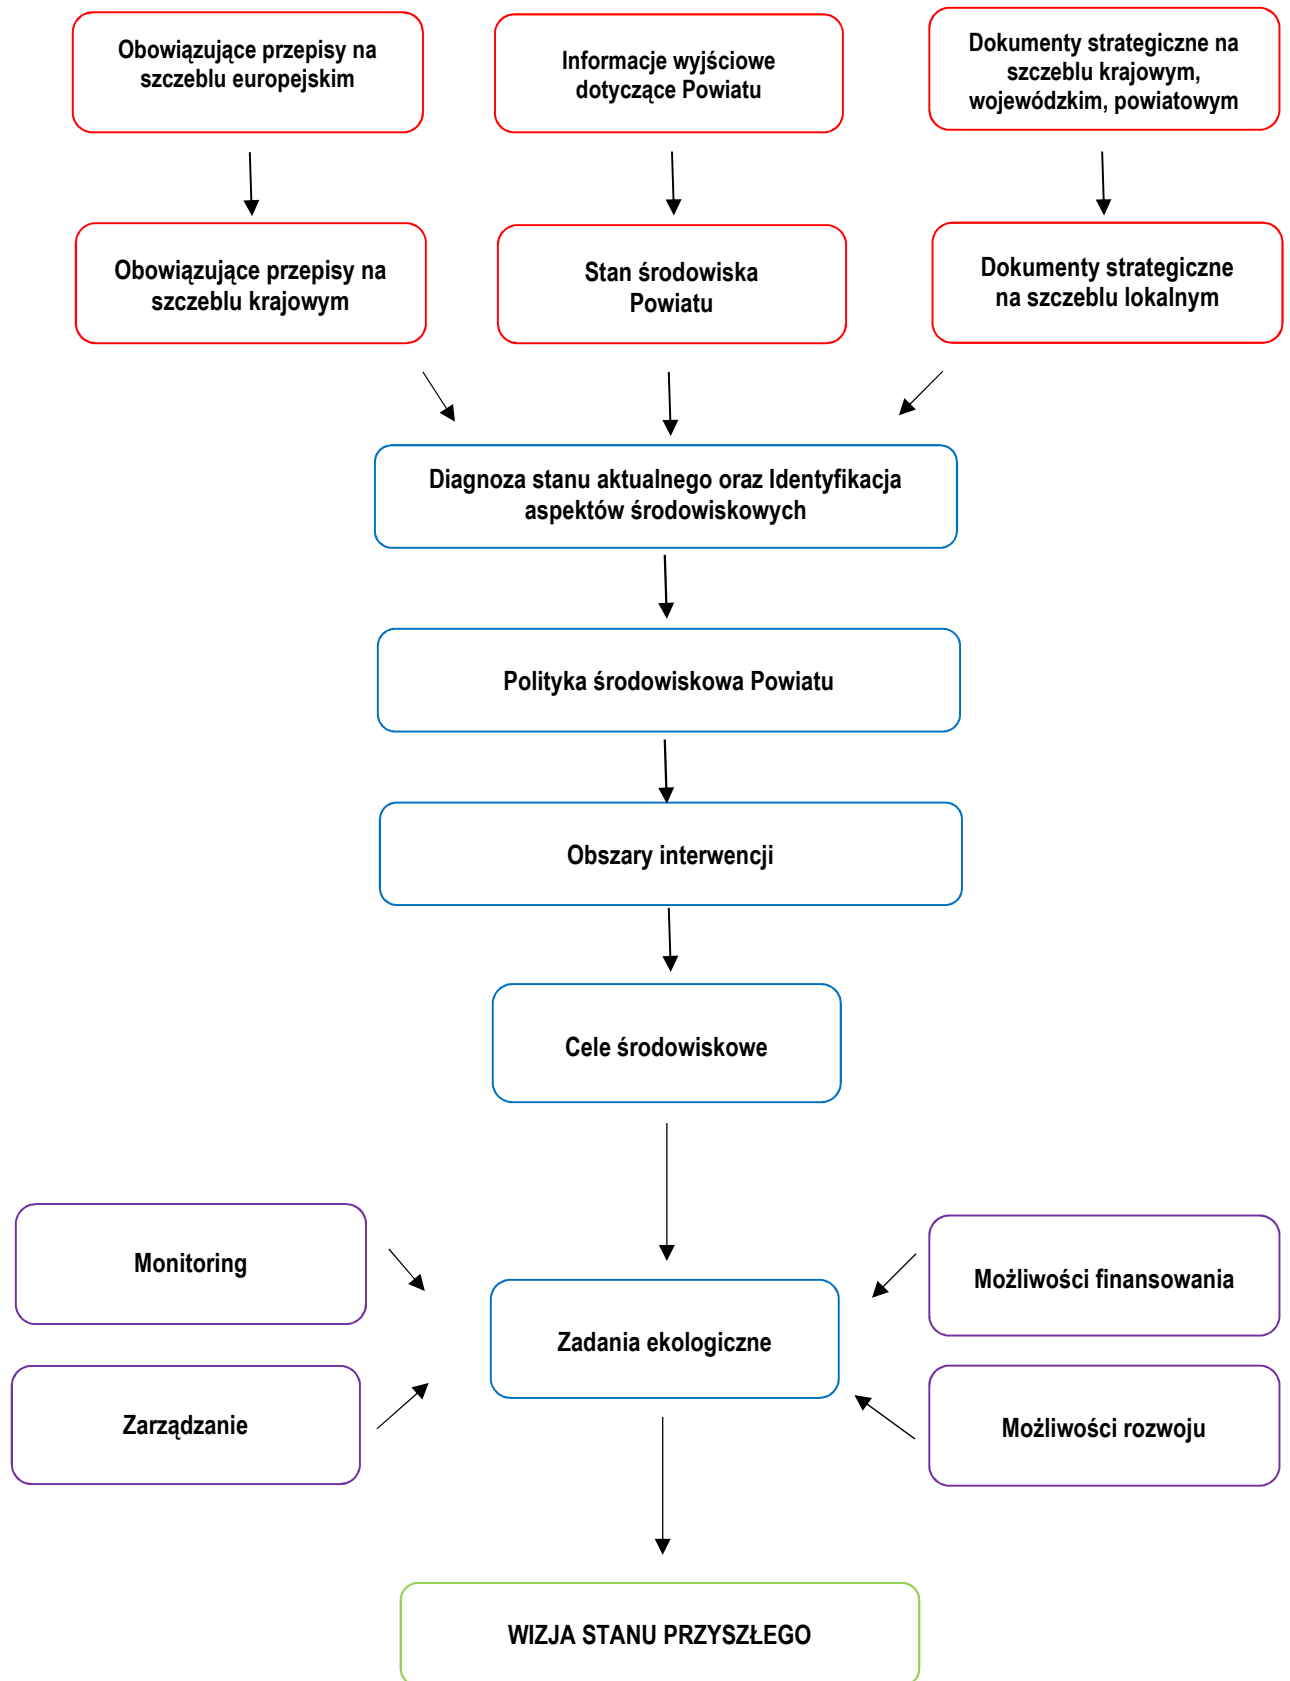 Obowiązujące przepisy na
szczeblu europejskim
Informacje wyjściowe
dotyczące Powiatu
Dokumenty strategiczne na
szczeblu krajowym,
wojewódzkim, powiatowym
Obowiązujące przepisy na
szczeblu krajowym
Stan środowiska
Powiatu
Dokumenty strategiczne
na szczeblu lokalnym
Diagnoza stanu aktualnego oraz Identyfikacja
aspektów środowiskowych
Polityka środowiskowa Powiatu
Obszary interwencji
Cele środowiskowe
Monitoring
Możliwości finansowania
Zadania ekologiczne
Zarządzanie
Możliwości rozwoju
WIZJA STANU PRZYSZŁEGO